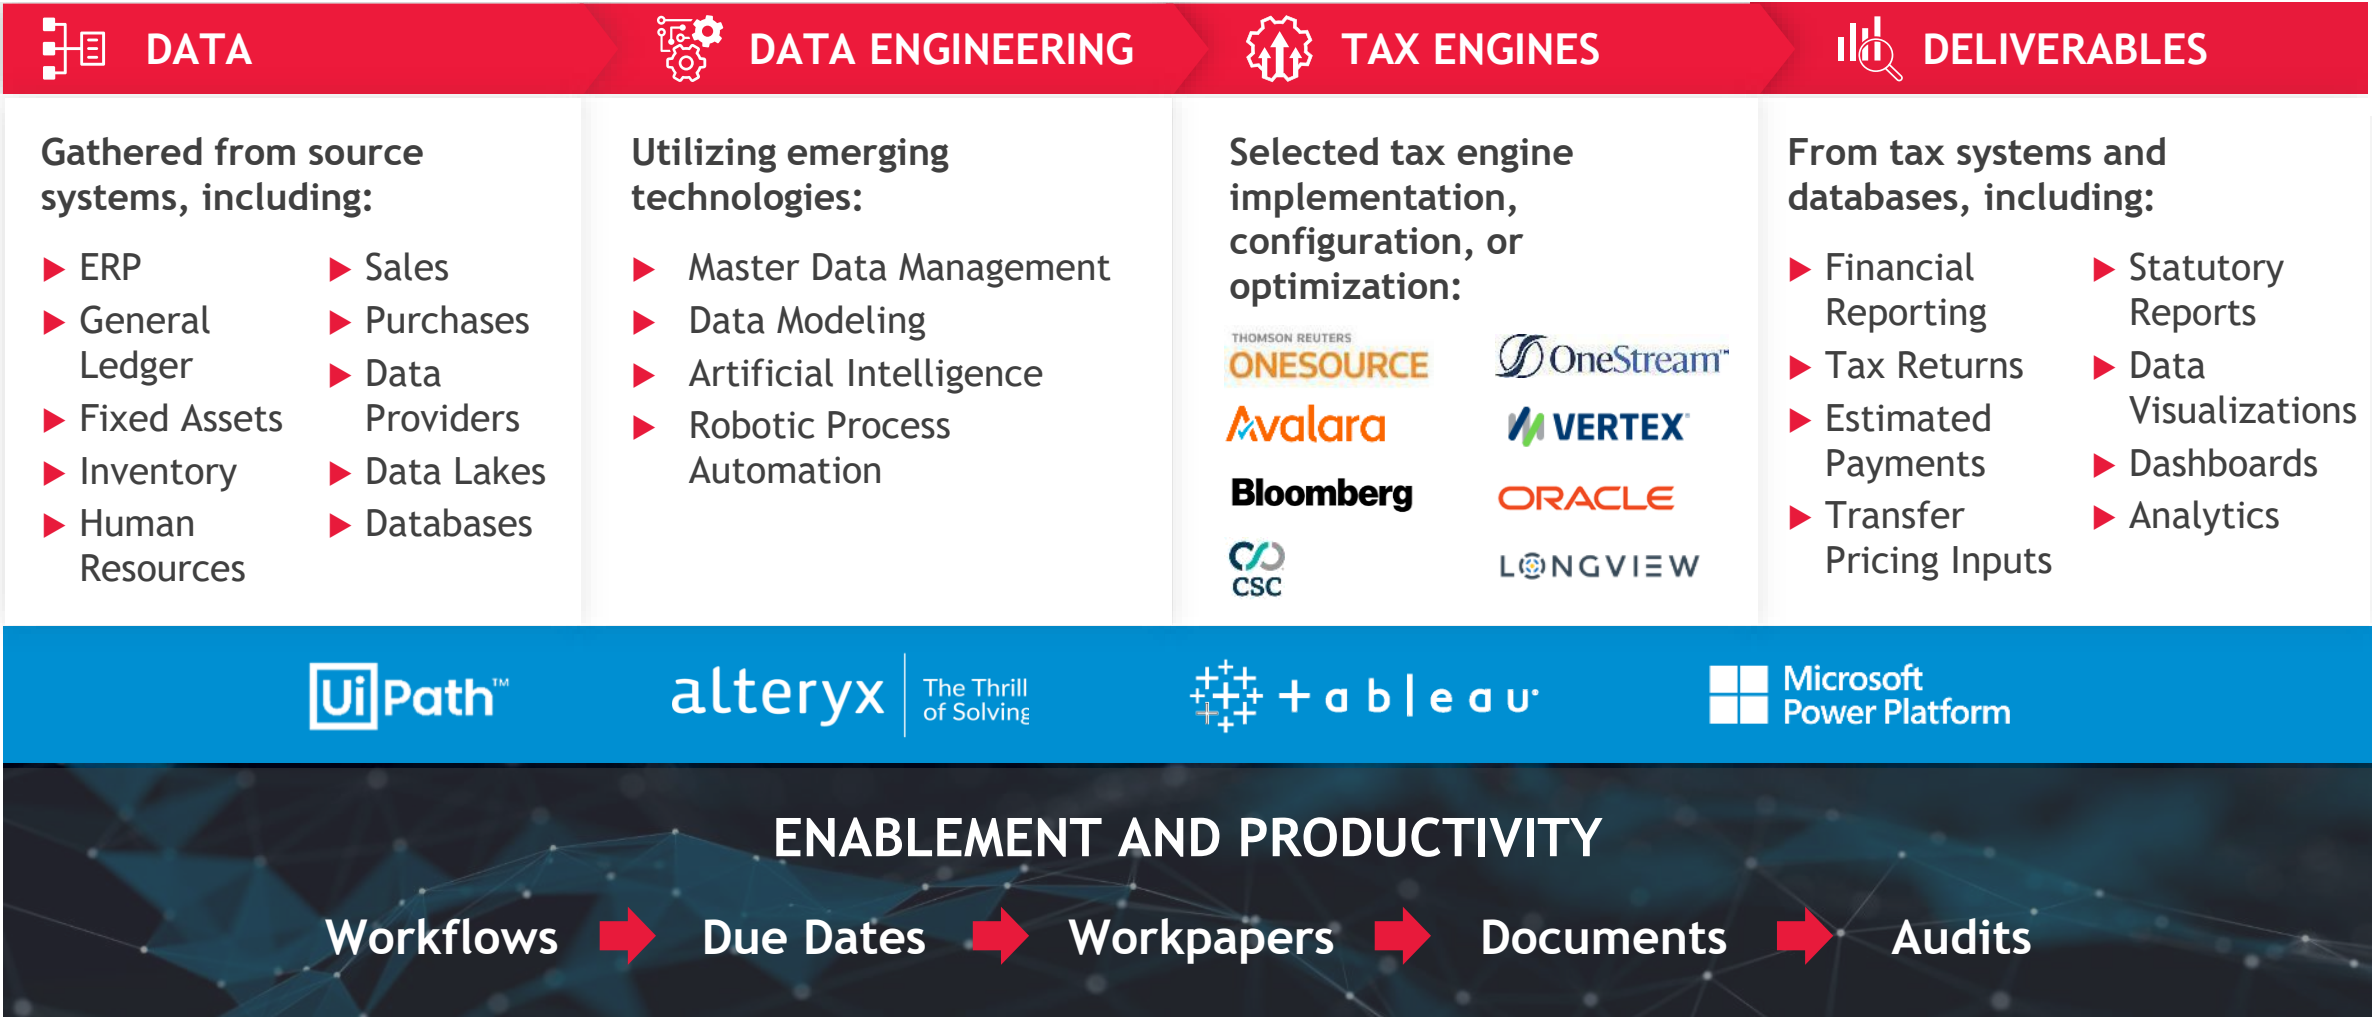 DATA
DATA ENGINEERING
TAX ENGINES
DELIVERABLES
Gathered from source
systems, including:
ERP
General
Ledger
Fixed Assets
Inventory
Human
Resources
Sales
Purchases
Data
Providers
Data Lakes
Databases
Utilizing emerging
technologies:
Master Data Management
Data Modeling
Artificial Intelligence
Robotic Process
Automation
Selected tax engine
implementation,
configuration, or
optimization:
THOMSON REUTERS
ONESOURCE
OneStream™
Avalara
VERTEX
Bloomberg
ORACLE
CSC
LONGVIEW
From tax systems and
databases, including:
Financial
Reporting
Tax Returns
Estimated
Payments
Transfer
Pricing Inputs
Statutory
Reports
Data
Visualizations
Dashboards
Analytics
UiPath™
alteryx
The Thrill
of Solving
+ableau
Microsoft
Power Platform
ENABLEMENT AND PRODUCTIVITY
Workflows
Due Dates
Workpapers
Documents
Audits